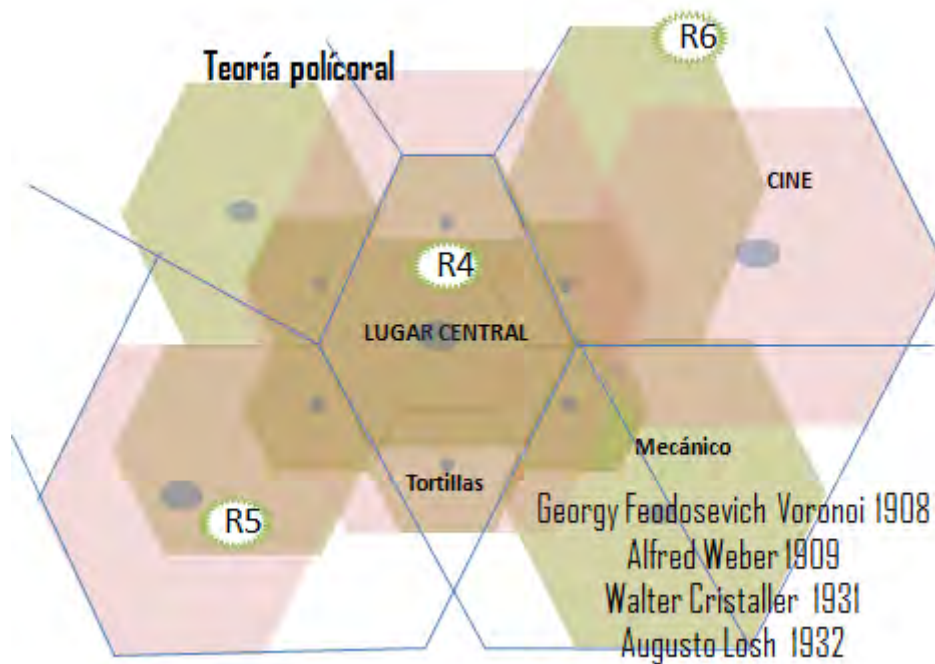 R6
Teoría polícoral
CINE
R4
LUGAR CENTRAL
Mecánico
Tortillas
R5
Georgy Feodosevich Voronoi 1908
Alfred Weber 1909
Walter Cristaller 1931
Augusto Losh 1932